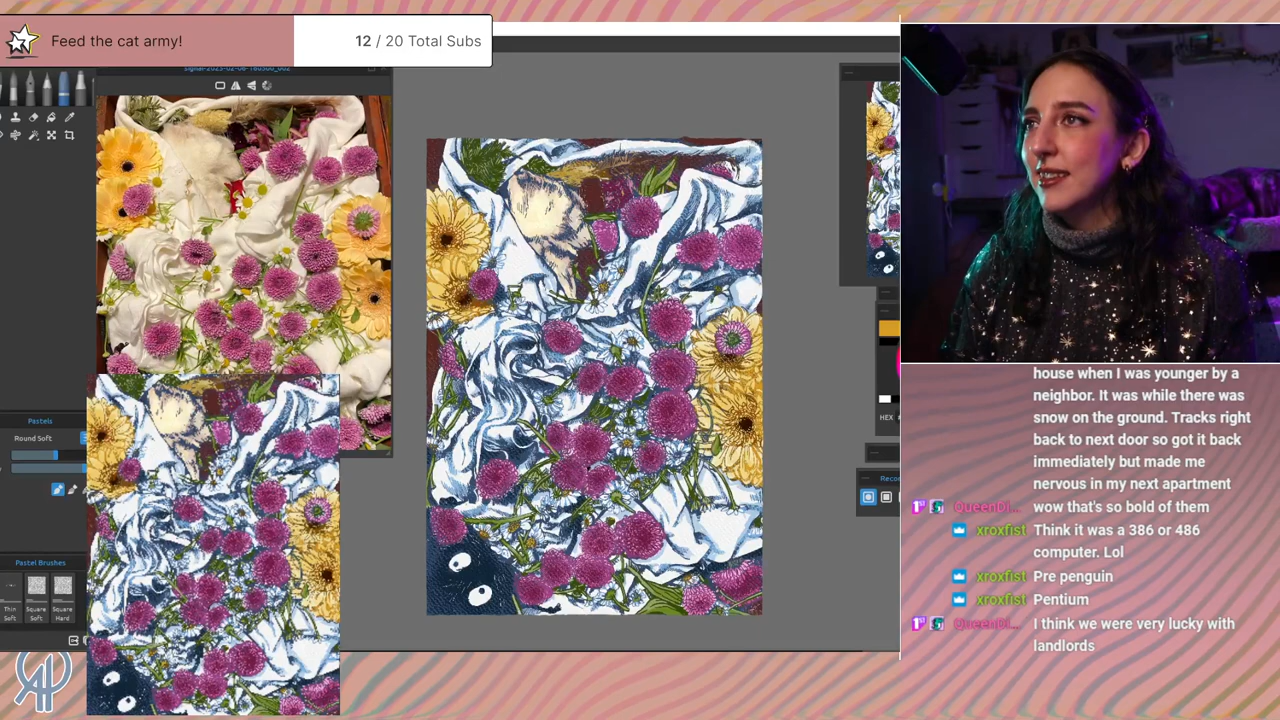 Feed the cat army!
12 / 20 Total Subs
Pastels
Round Soft
Pastel Brushes
Thin Soft
Square Soft
Square Hard
HEX
house when I was younger by a
neighbor. It was while there was
snow on the ground. Tracks right
back to next door so got it back
immediately but made me
nervous in my next apartment
QueenDi... wow that's so bold of them
xroxfist Think it was a 386 or 486
computer. Lol
xroxfist Pre penguin
xroxfist Pentium
QueenDi... I think we were very lucky with
landlords